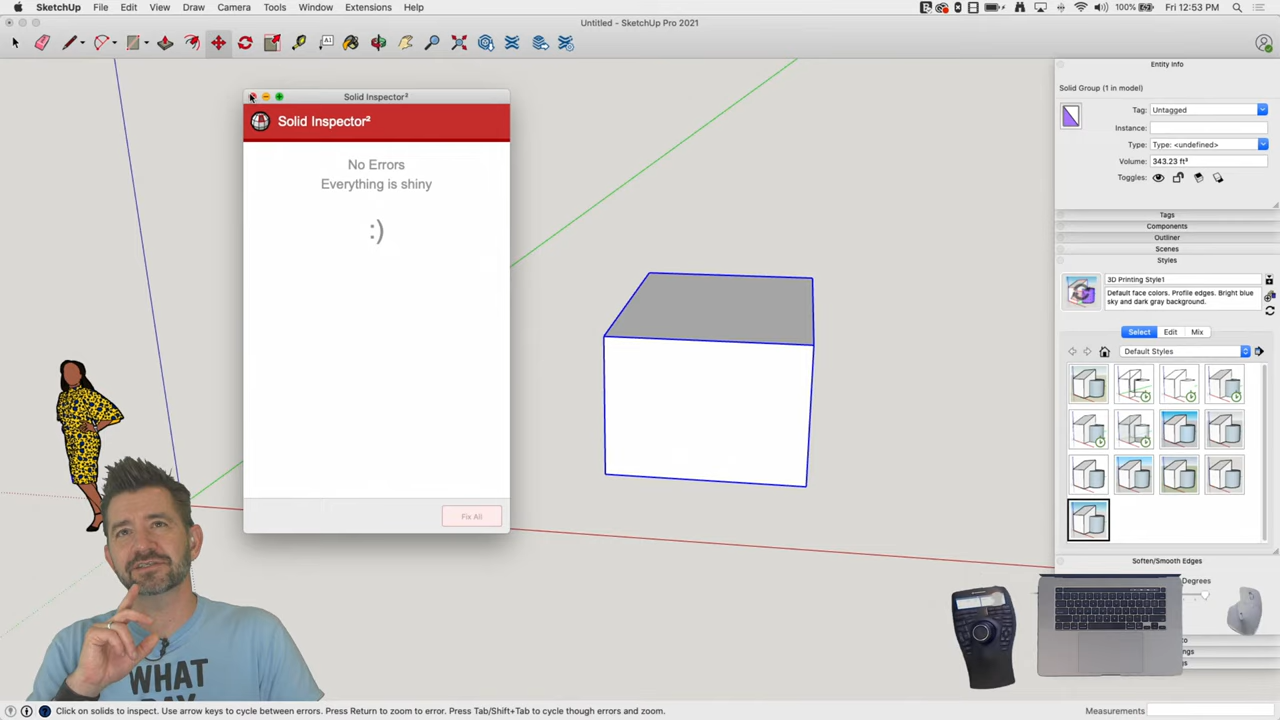 SketchUp File Edit View Draw Camera Tools Window Extensions Help
100% Fri 12:53 PM
Untitled - SketchUp Pro 2021
Entity Info
Solid Group (1 in model)
Tag: Untagged
Instance:
Type: Type: <undefined>
Volume: 343.23 ft³
Toggles:
Tags
Components
Outliner
Scenes
Styles
3D Printing Style1
Default face colors. Profile edges. Bright blue
sky and dark gray background.
Select Edit Mix
Default Styles
Soften/Smooth Edges
Degrees
Solid Inspector²
Solid Inspector²
No Errors
Everything is shiny
:)
Fix All
WHAT
DAY
Click on solids to inspect. Use arrow keys to cycle between errors. Press Return to zoom to error. Press Tab/Shift+Tab to cycle though errors and zoom.
Measurements